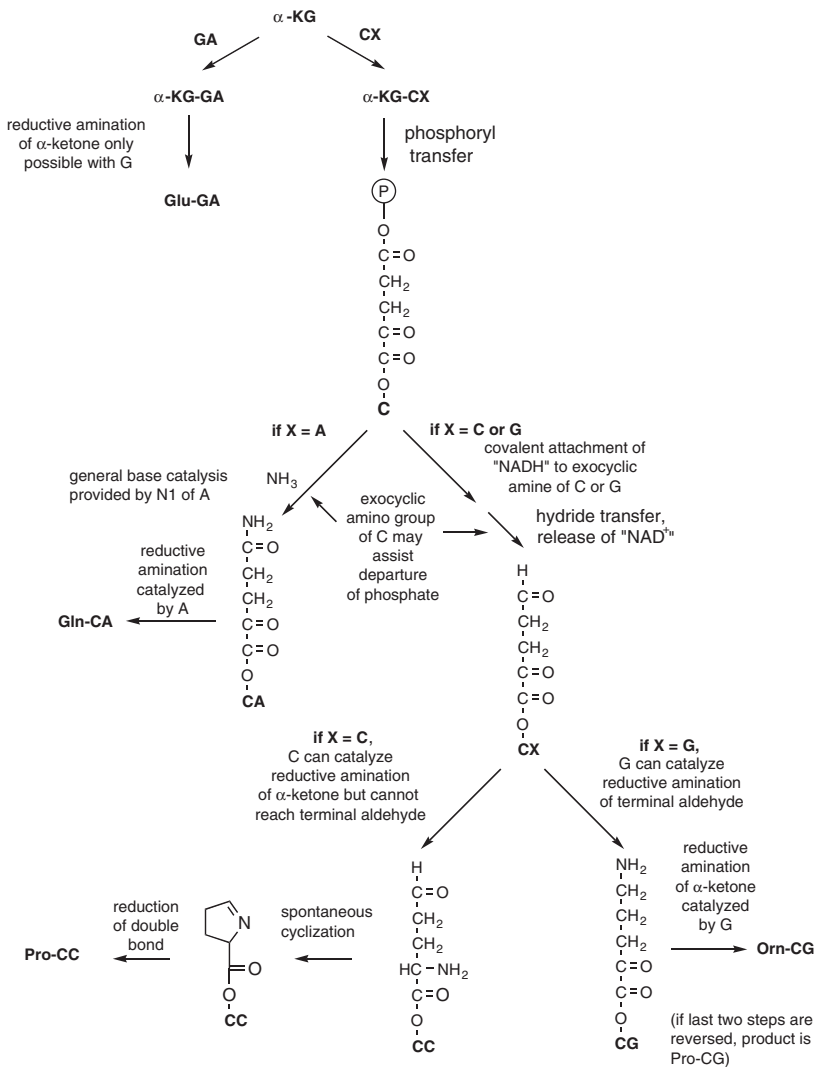 α-KG
GA
CX
α-KG-GA
α-KG-CX
reductive amination
of α-ketone only
possible with G
phosphoryl
transfer
Glu-GA
P
O
C=O
CH2
CH2
C=O
C=O
O
C
if X = A
if X = C or G
covalent attachment of
"NADH" to exocyclic
amine of C or G
general base catalysis
provided by N1 of A
NH3
exocyclic
amino group
of C may
assist
departure
of phosphate
hydride transfer,
release of "NAD+"
reductive
amination
catalyzed
by A
Gln-CA
NH2
C=O
CH2
CH2
C=O
C=O
O
CA
H
C=O
CH2
CH2
C=O
C=O
O
CX
if X = C,
C can catalyze
reductive amination
of α-ketone but cannot
reach terminal aldehyde
if X = G,
G can catalyze
reductive amination
of terminal aldehyde
H
C=O
CH2
CH2
HC-NH2
C=O
O
CC
spontaneous
cyclization
N
O
O
CC
reduction
of double
bond
Pro-CC
NH2
CH2
CH2
CH2
C=O
C=O
O
CG
reductive
amination
of α-ketone
catalyzed
by G
Orn-CG
(if last two steps are
reversed, product is
Pro-CG)